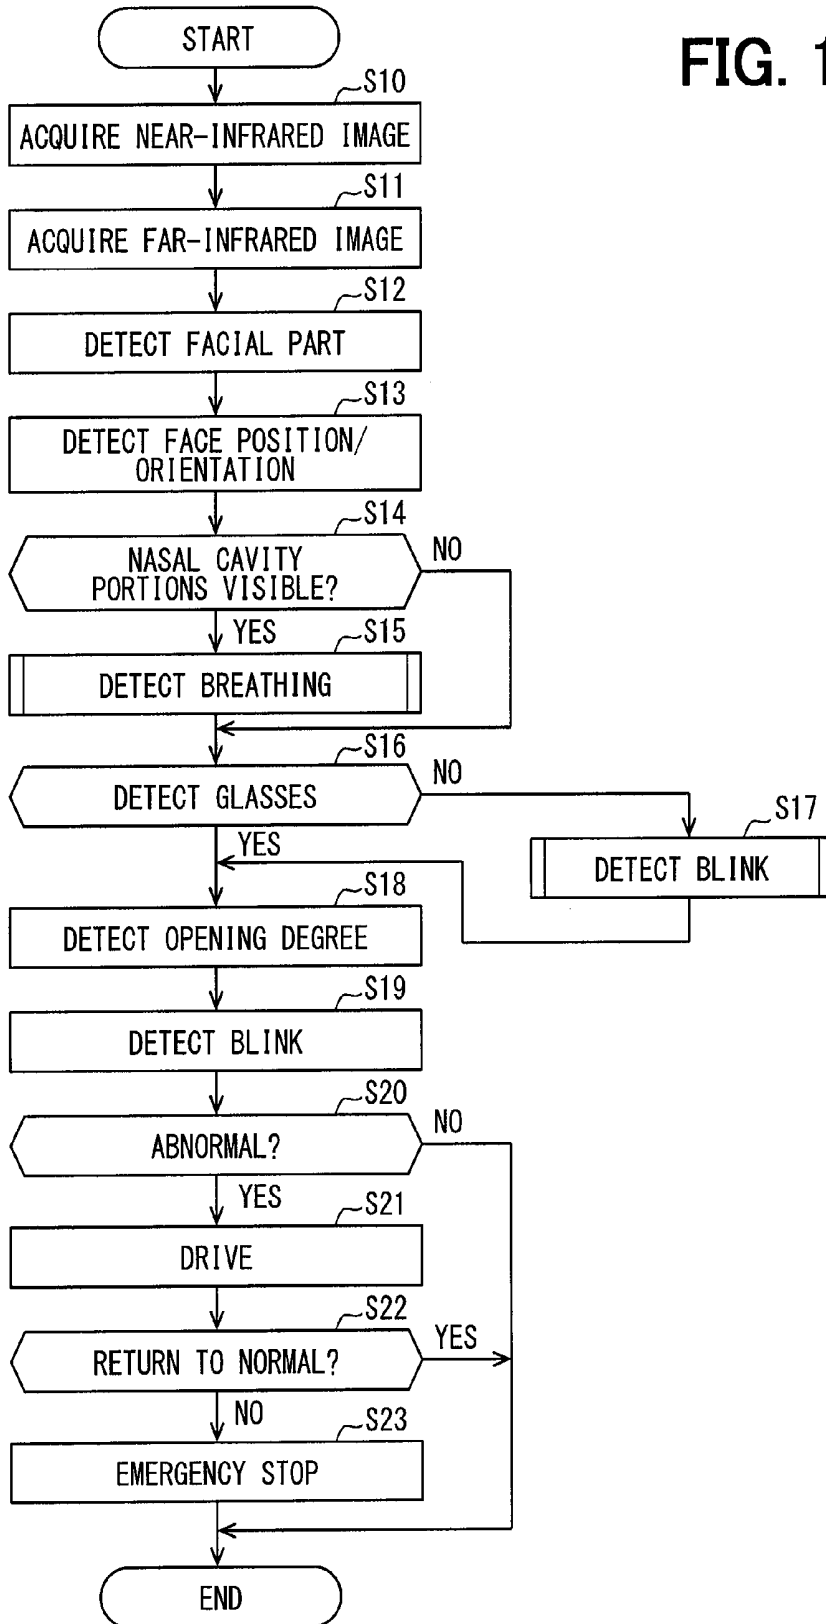 FIG. 1
START
S10
ACQUIRE NEAR-INFRARED IMAGE
S11
ACQUIRE FAR-INFRARED IMAGE
S12
DETECT FACIAL PART
S13
DETECT FACE POSITION/
ORIENTATION
S14
NASAL CAVITY
PORTIONS VISIBLE?
NO
YES
S15
DETECT BREATHING
S16
DETECT GLASSES
NO
YES
S17
DETECT BLINK
S18
DETECT OPENING DEGREE
S19
DETECT BLINK
S20
ABNORMAL?
NO
YES
S21
DRIVE
S22
RETURN TO NORMAL?
YES
NO
S23
EMERGENCY STOP
END